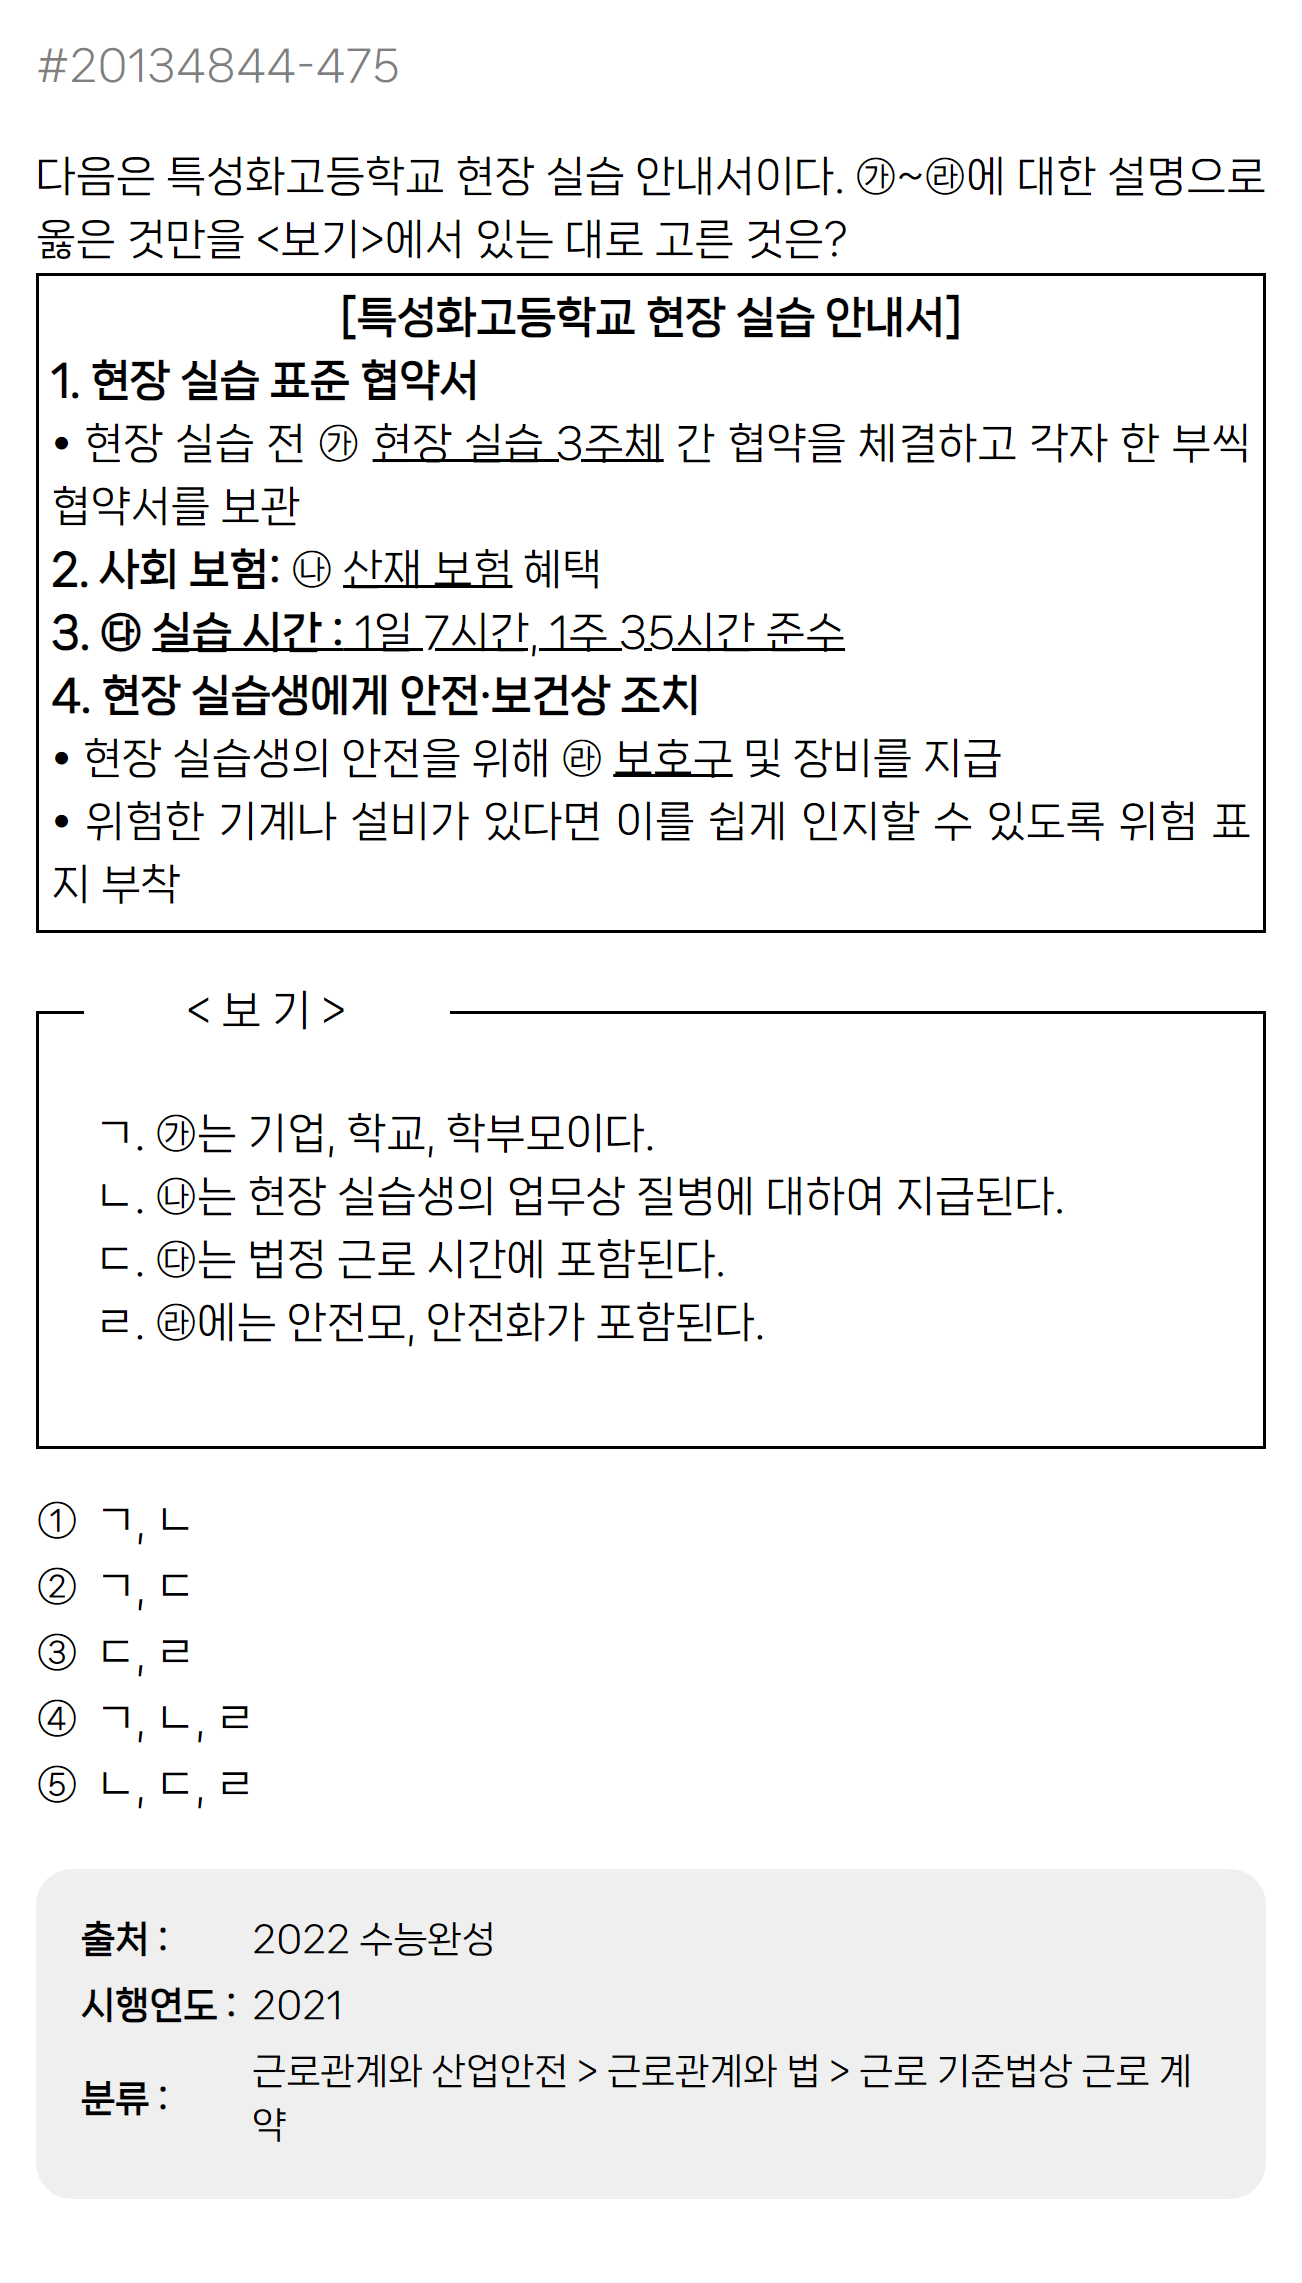 #20134844-475
다음은 특성화고등학교 현장 실습 안내서이다. ㉮~㉱에 대한 설명으로
옳은 것만을 <보기>에서 있는 대로 고른 것은?
[특성화고등학교 현장 실습 안내서]
1. 현장 실습 표준 협약서
• 현장 실습 전 ㉮ 현장 실습 3주체 간 협약을 체결하고 각자 한 부씩
협약서를 보관
2. 사회 보험: ㉯ 산재 보험 혜택
3. ㉰ 실습 시간 : 1일 7시간, 1주 35시간 준수
4. 현장 실습생에게 안전·보건상 조치
• 현장 실습생의 안전을 위해 ㉱ 보호구 및 장비를 지급
• 위험한 기계나 설비가 있다면 이를 쉽게 인지할 수 있도록 위험 표
지 부착
< 보 기 >
ㄱ. ㉮는 기업, 학교, 학부모이다.
ㄴ. ㉯는 현장 실습생의 업무상 질병에 대하여 지급된다.
ㄷ. ㉰는 법정 근로 시간에 포함된다.
ㄹ. ㉱에는 안전모, 안전화가 포함된다.
① ㄱ, ㄴ
② ㄱ, ㄷ
③ ㄷ, ㄹ
④ ㄱ, ㄴ, ㄹ
⑤ ㄴ, ㄷ, ㄹ
출처 : 2022 수능완성
시행연도 : 2021
분류 : 근로관계와 산업안전 > 근로관계와 법 > 근로 기준법상 근로 계
약